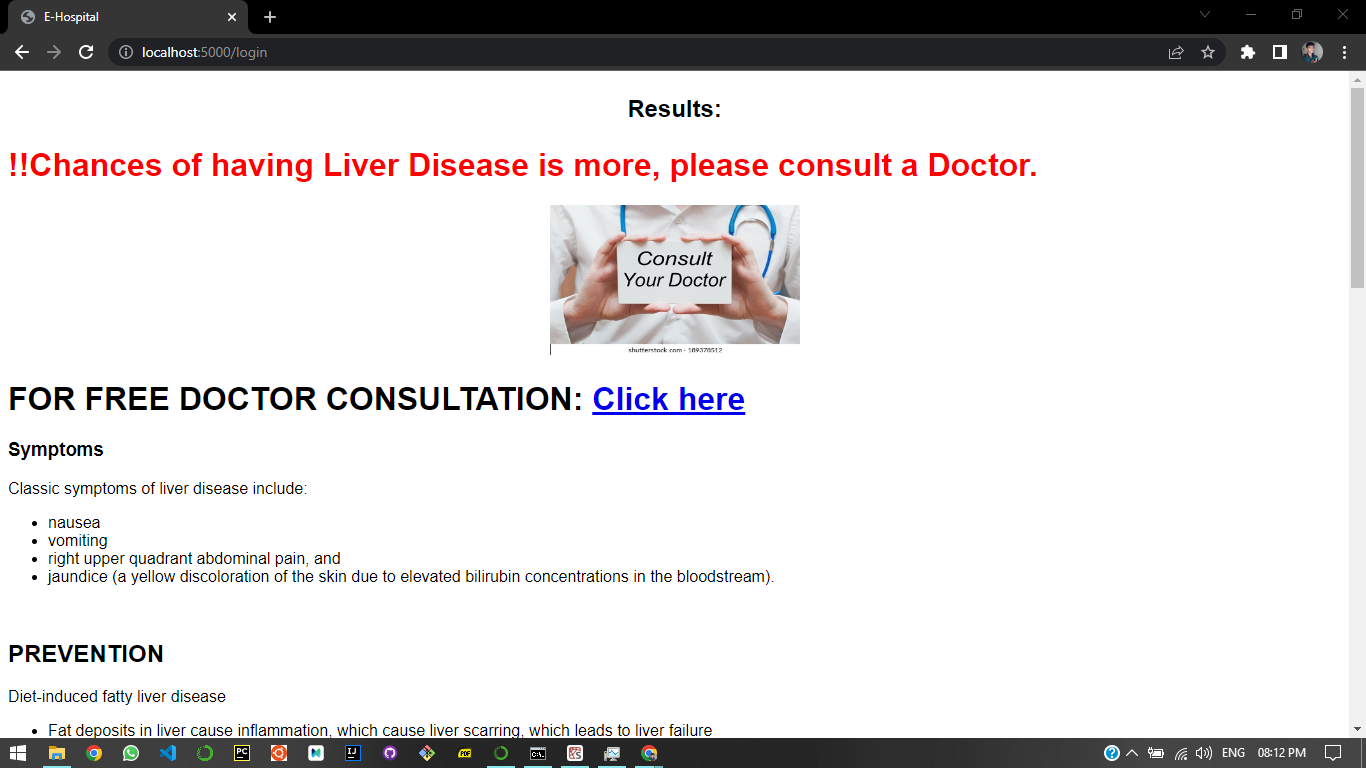 E-Hospital
localhost:5000/login
Results:
!!Chances of having Liver Disease is more, please consult a Doctor.
Consult
Your Doctor
shutterstock.com · 189378512
FOR FREE DOCTOR CONSULTATION: Click here
Symptoms
Classic symptoms of liver disease include:
nausea
vomiting
right upper quadrant abdominal pain, and
jaundice (a yellow discoloration of the skin due to elevated bilirubin concentrations in the bloodstream).
PREVENTION
Diet-induced fatty liver disease
Fat deposits in liver cause inflammation, which cause liver scarring, which leads to liver failure
ENG 08:12 PM